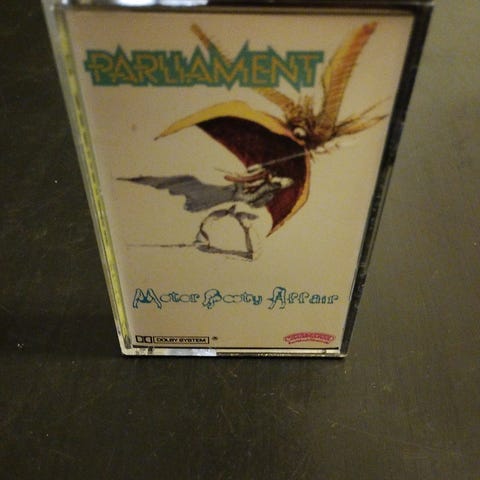 PARLIAMENT
Motor Booty Affair
DOLBY SYSTEM ®